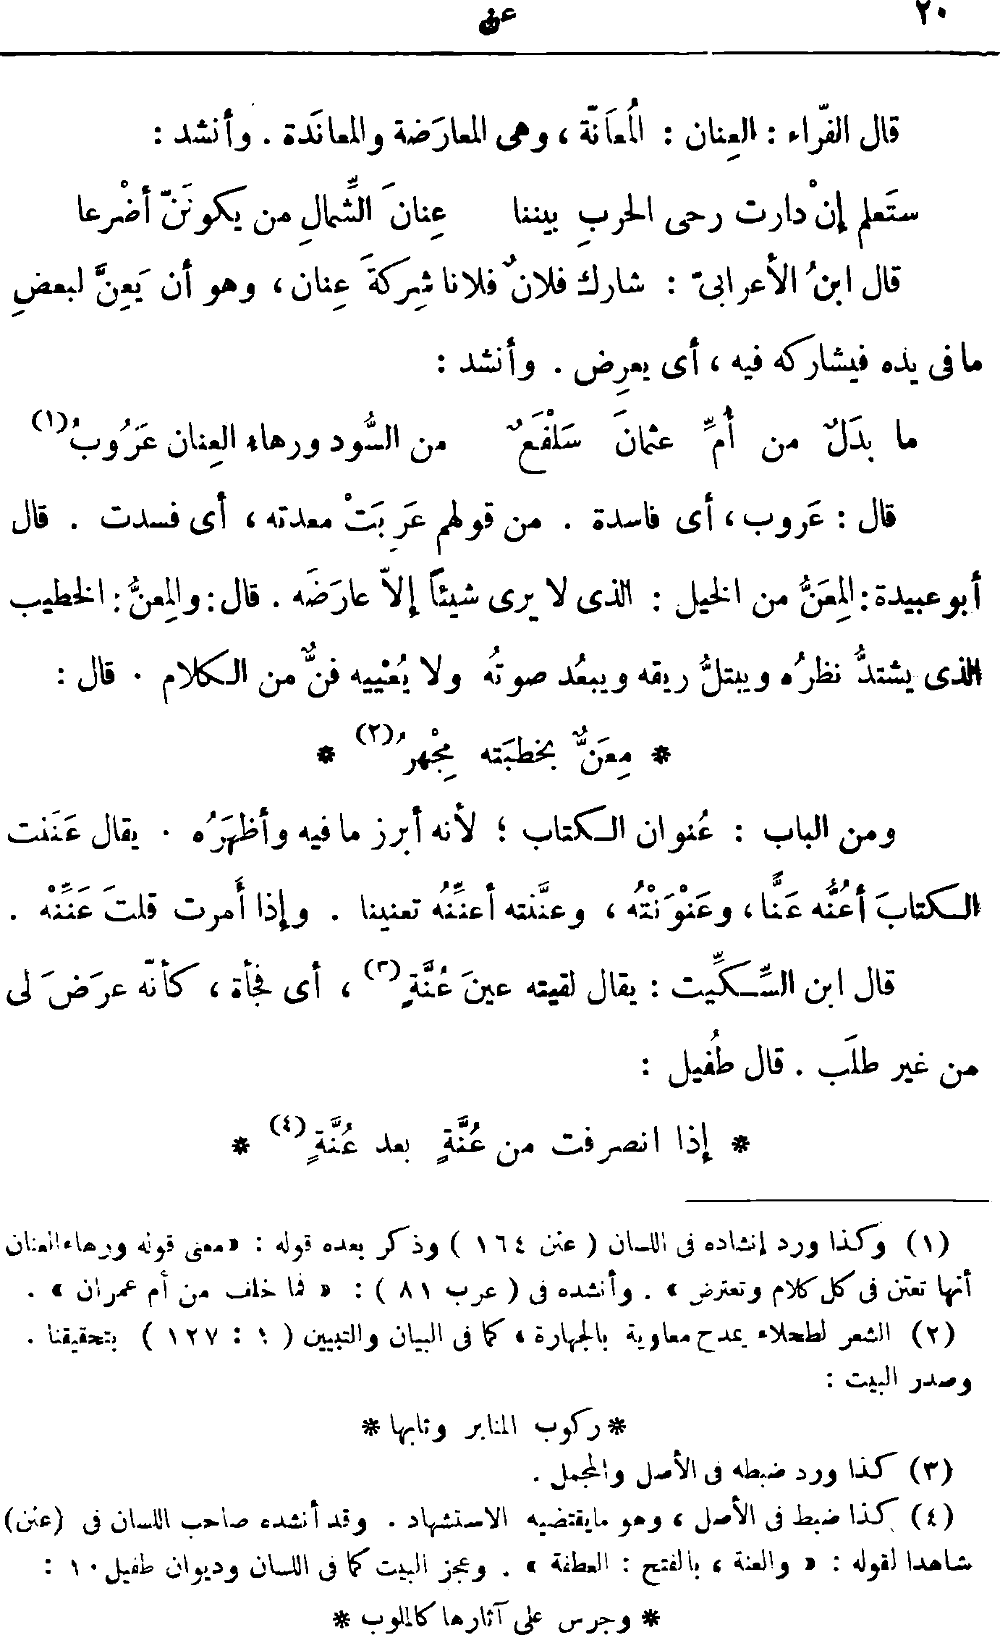 ٢٠ عن
قال الفرّاء : العِنان : المُعَانّة ، وهى المعارَضة والمعانَدة . وأنشد :
ستَعلم إنْ دارت رحى الحربِ بيننا عِنانَ الشِّمالِ من يكونَنّ أضْرعا
قال ابنُ الأعرابىّ : شارك فلانٌ فلانا شِركةَ عِنان ، وهو أن يَعِنَّ لبعضِ
ما فى يده فيشاركه فيه ، أى يعرِض . وأنشد :
ما بدَلٌ من أُمِّ عثمانَ سَلْفَعٌ من السُّود ورهاء العِنان عَرَُوبُ(١)
قال : عَروب ، أى فاسدة . من قولهم عَرِبَتْ معدته ، أى فسدت . قال
أبو عبيدة : المِعَنُّ من الخيل : الذى لا يرى شيئاً إلاّ عارَضَه . قال : والمِعنُّ : الخطيب
الذى يشتدُّ نظرُه ويبتلُّ ريقه ويبعُد صوتُه ولا يُعْييه فنٌّ من الكلام . قال :
* مِعَنٌّ بخطبَته مِجْهرُ(٢) *
ومن الباب : عُنوان الكتاب ؛ لأنه أبرز ما فيه وأظهَرُه . يقال عَنَنت
الكتابَ أعُنُّه عَنًّا ، وعَنْوَنْتُه ، وعنَّنته أعنِّنُه تعنينا . وإذا أَمرت قلتَ عَنِّنْه .
قال ابن السِّكِّيت : يقال لقيته عينَ عُنَّةٍ(٣) ، أى فجأة ، كأنّه عرَضَ لى
من غير طلَب . قال طُفيل :
* إذا انصرفت من عُنَّةٍ بعد عُنَّةٍ(٤) *
(١) وكذا ورد إنشاده فى اللسان ( عنن ١٦٤ ) وذكر بعده قوله : « معنى قوله ورهاء العنان
أنها تعتن فى كل كلام وتعترض » . وأنشده فى ( عرب ٨١ ) : « فما خلف من أم عمران » .
(٢) الشعر لطحلاء يمدح معاوية بالجهارة ، كما فى البيان والتبيين ( ١ : ١٢٧ ) بتحقيقنا .
وصدر البيت :
* ركوب المنابر وثابها *
(٣) كذا ورد ضبطه فى الأصل والمجمل .
(٤) كذا ضبط فى الأصل ، وهو ما يقتضيه الاستشهاد . وقد أنشده صاحب اللسان فى (عنن)
شاهدا لقوله : « والعنة ، بالفتح : العطفة » . وعجز البيت كما فى اللسان وديوان طفيل ١٠ :
* وجرس على آثارها كالملوب *